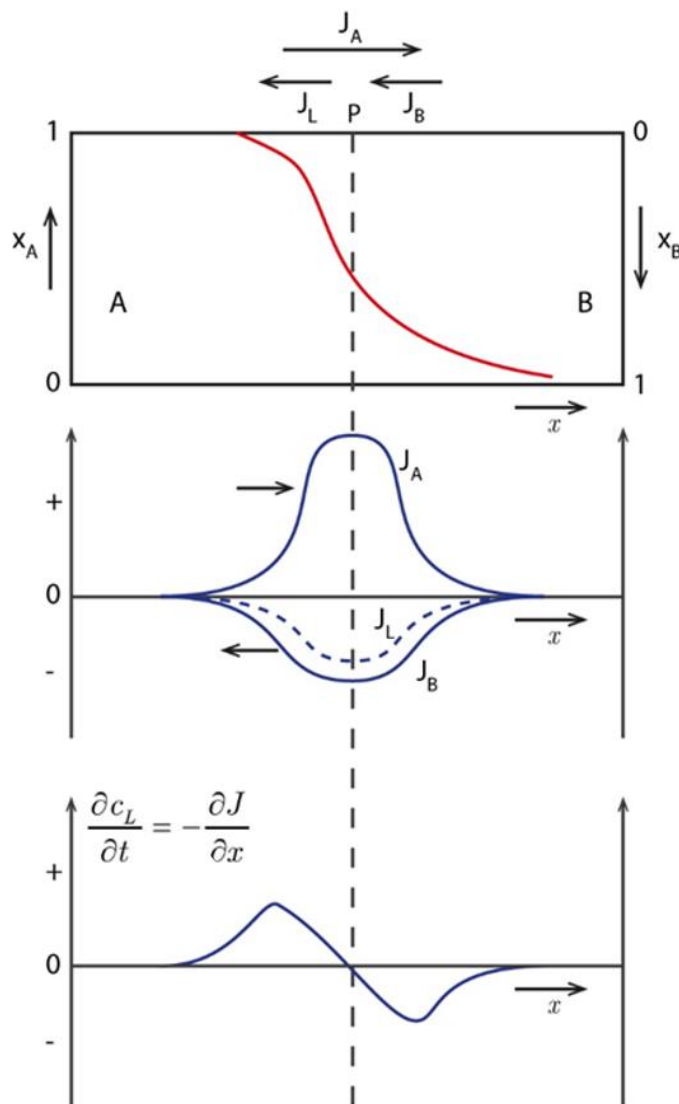 J_A
J_L P J_B
1 0
x_A x_B
A B
0 1
x
+ J_A
0
J_L x
- J_B
∂c_L/∂t = -∂J/∂x
+
0
x
-